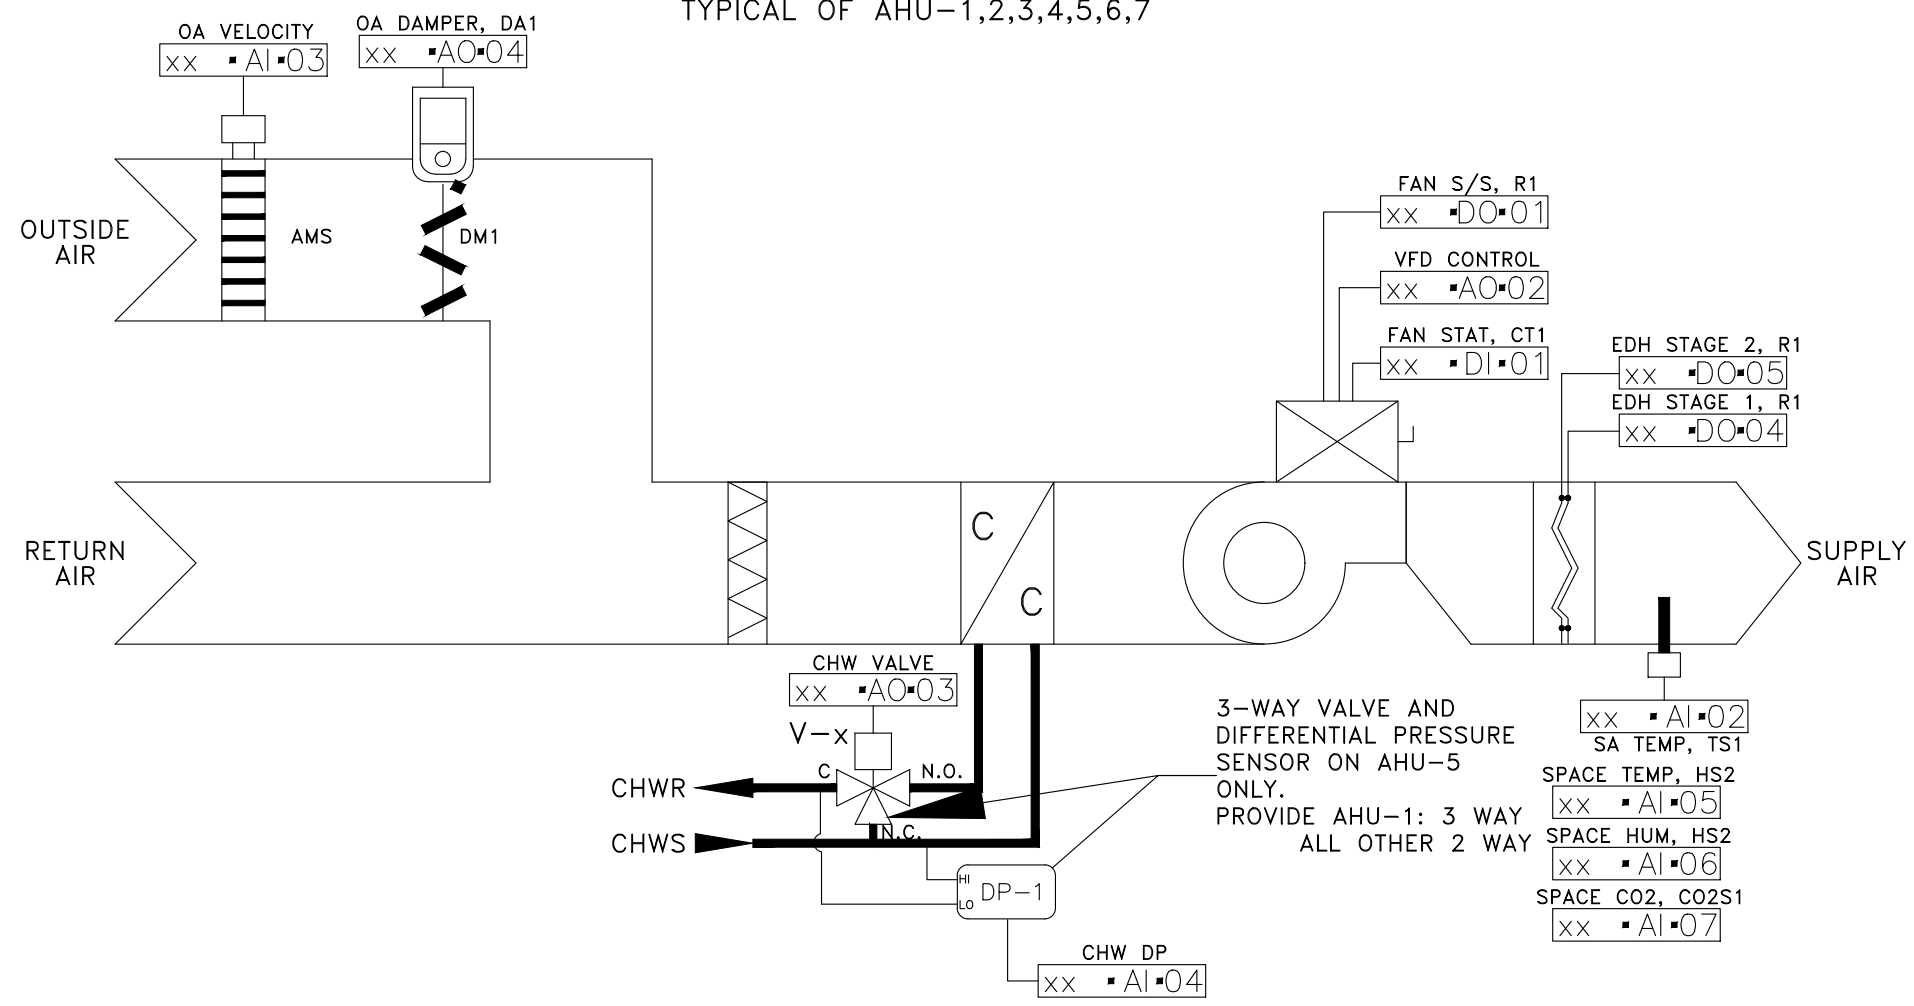 TYPICAL OF AHU-1,2,3,4,5,6,7
OA VELOCITY
xx ▪AI▪03
OA DAMPER, DA1
xx ▪AO▪04
OUTSIDE
AIR
AMS
DM1
FAN S/S, R1
xx ▪DO▪01
VFD CONTROL
xx ▪AO▪02
FAN STAT, CT1
xx ▪DI▪01
EDH STAGE 2, R1
xx ▪DO▪05
EDH STAGE 1, R1
xx ▪DO▪04
RETURN
AIR
C
C
SUPPLY
AIR
CHW VALVE
xx ▪AO▪03
V-x
C
N.O.
N.C.
CHWR
CHWS
3-WAY VALVE AND
DIFFERENTIAL PRESSURE
SENSOR ON AHU-5
ONLY.
PROVIDE AHU-1: 3 WAY
ALL OTHER 2 WAY
xx ▪AI▪02
SA TEMP, TS1
SPACE TEMP, HS2
xx ▪AI▪05
SPACE HUM, HS2
xx ▪AI▪06
SPACE CO2, CO2S1
xx ▪AI▪07
HI
LO
DP-1
CHW DP
xx ▪AI▪04